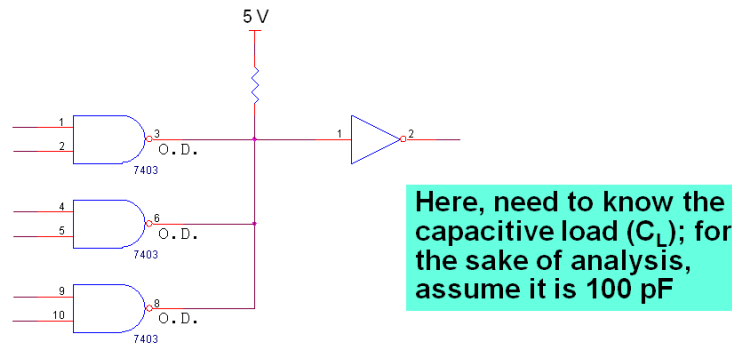 5 V
1
2
3
O.D.
7403
1
2
4
5
6
O.D.
7403
Here, need to know the
capacitive load (CL); for
the sake of analysis,
assume it is 100 pF
9
10
8
O.D.
7403